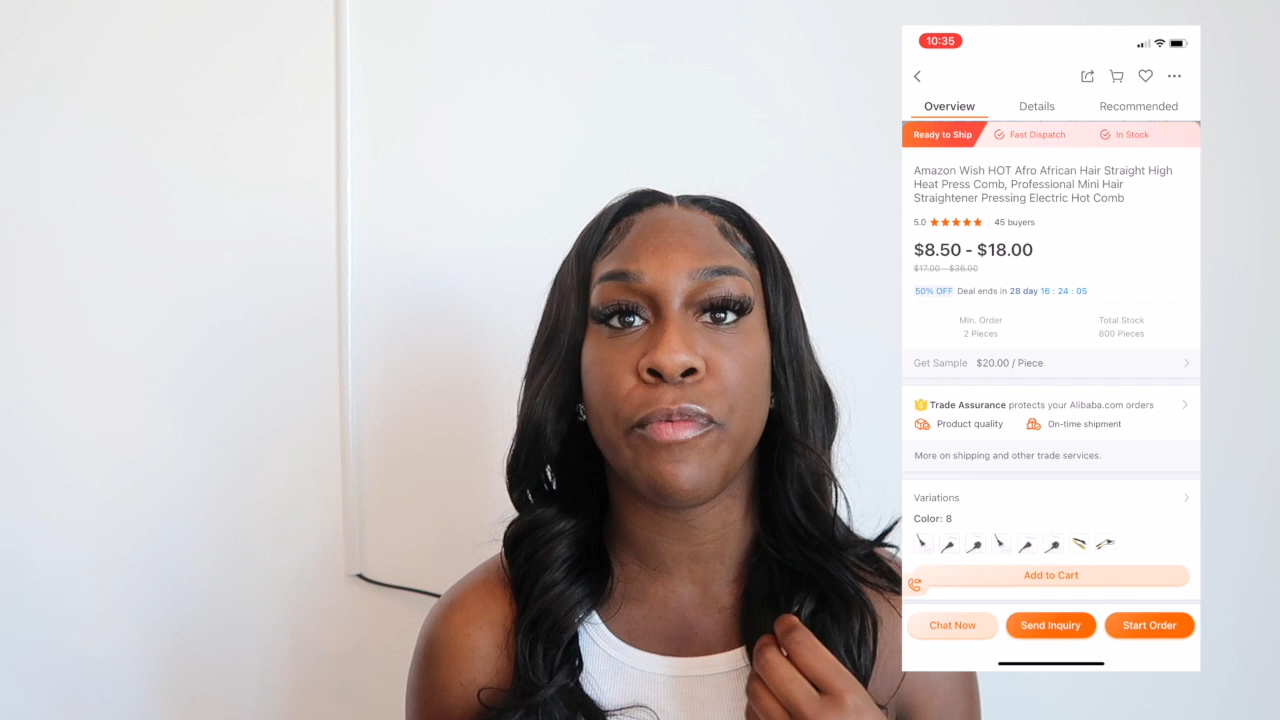 10:35
Overview Details Recommended
Ready to Ship Fast Dispatch In Stock
Amazon Wish HOT Afro African Hair Straight High
Heat Press Comb, Professional Mini Hair
Straightener Pressing Electric Hot Comb
5.0 45 buyers
$8.50 - $18.00
$17.00 - $36.00
50% OFF Deal ends in 28 day 16 : 24 : 05
Min. Order Total Stock
2 Pieces 800 Pieces
Get Sample $20.00 / Piece
Trade Assurance protects your Alibaba.com orders
Product quality On-time shipment
More on shipping and other trade services.
Variations
Color: 8
Add to Cart
Chat Now Send Inquiry Start Order